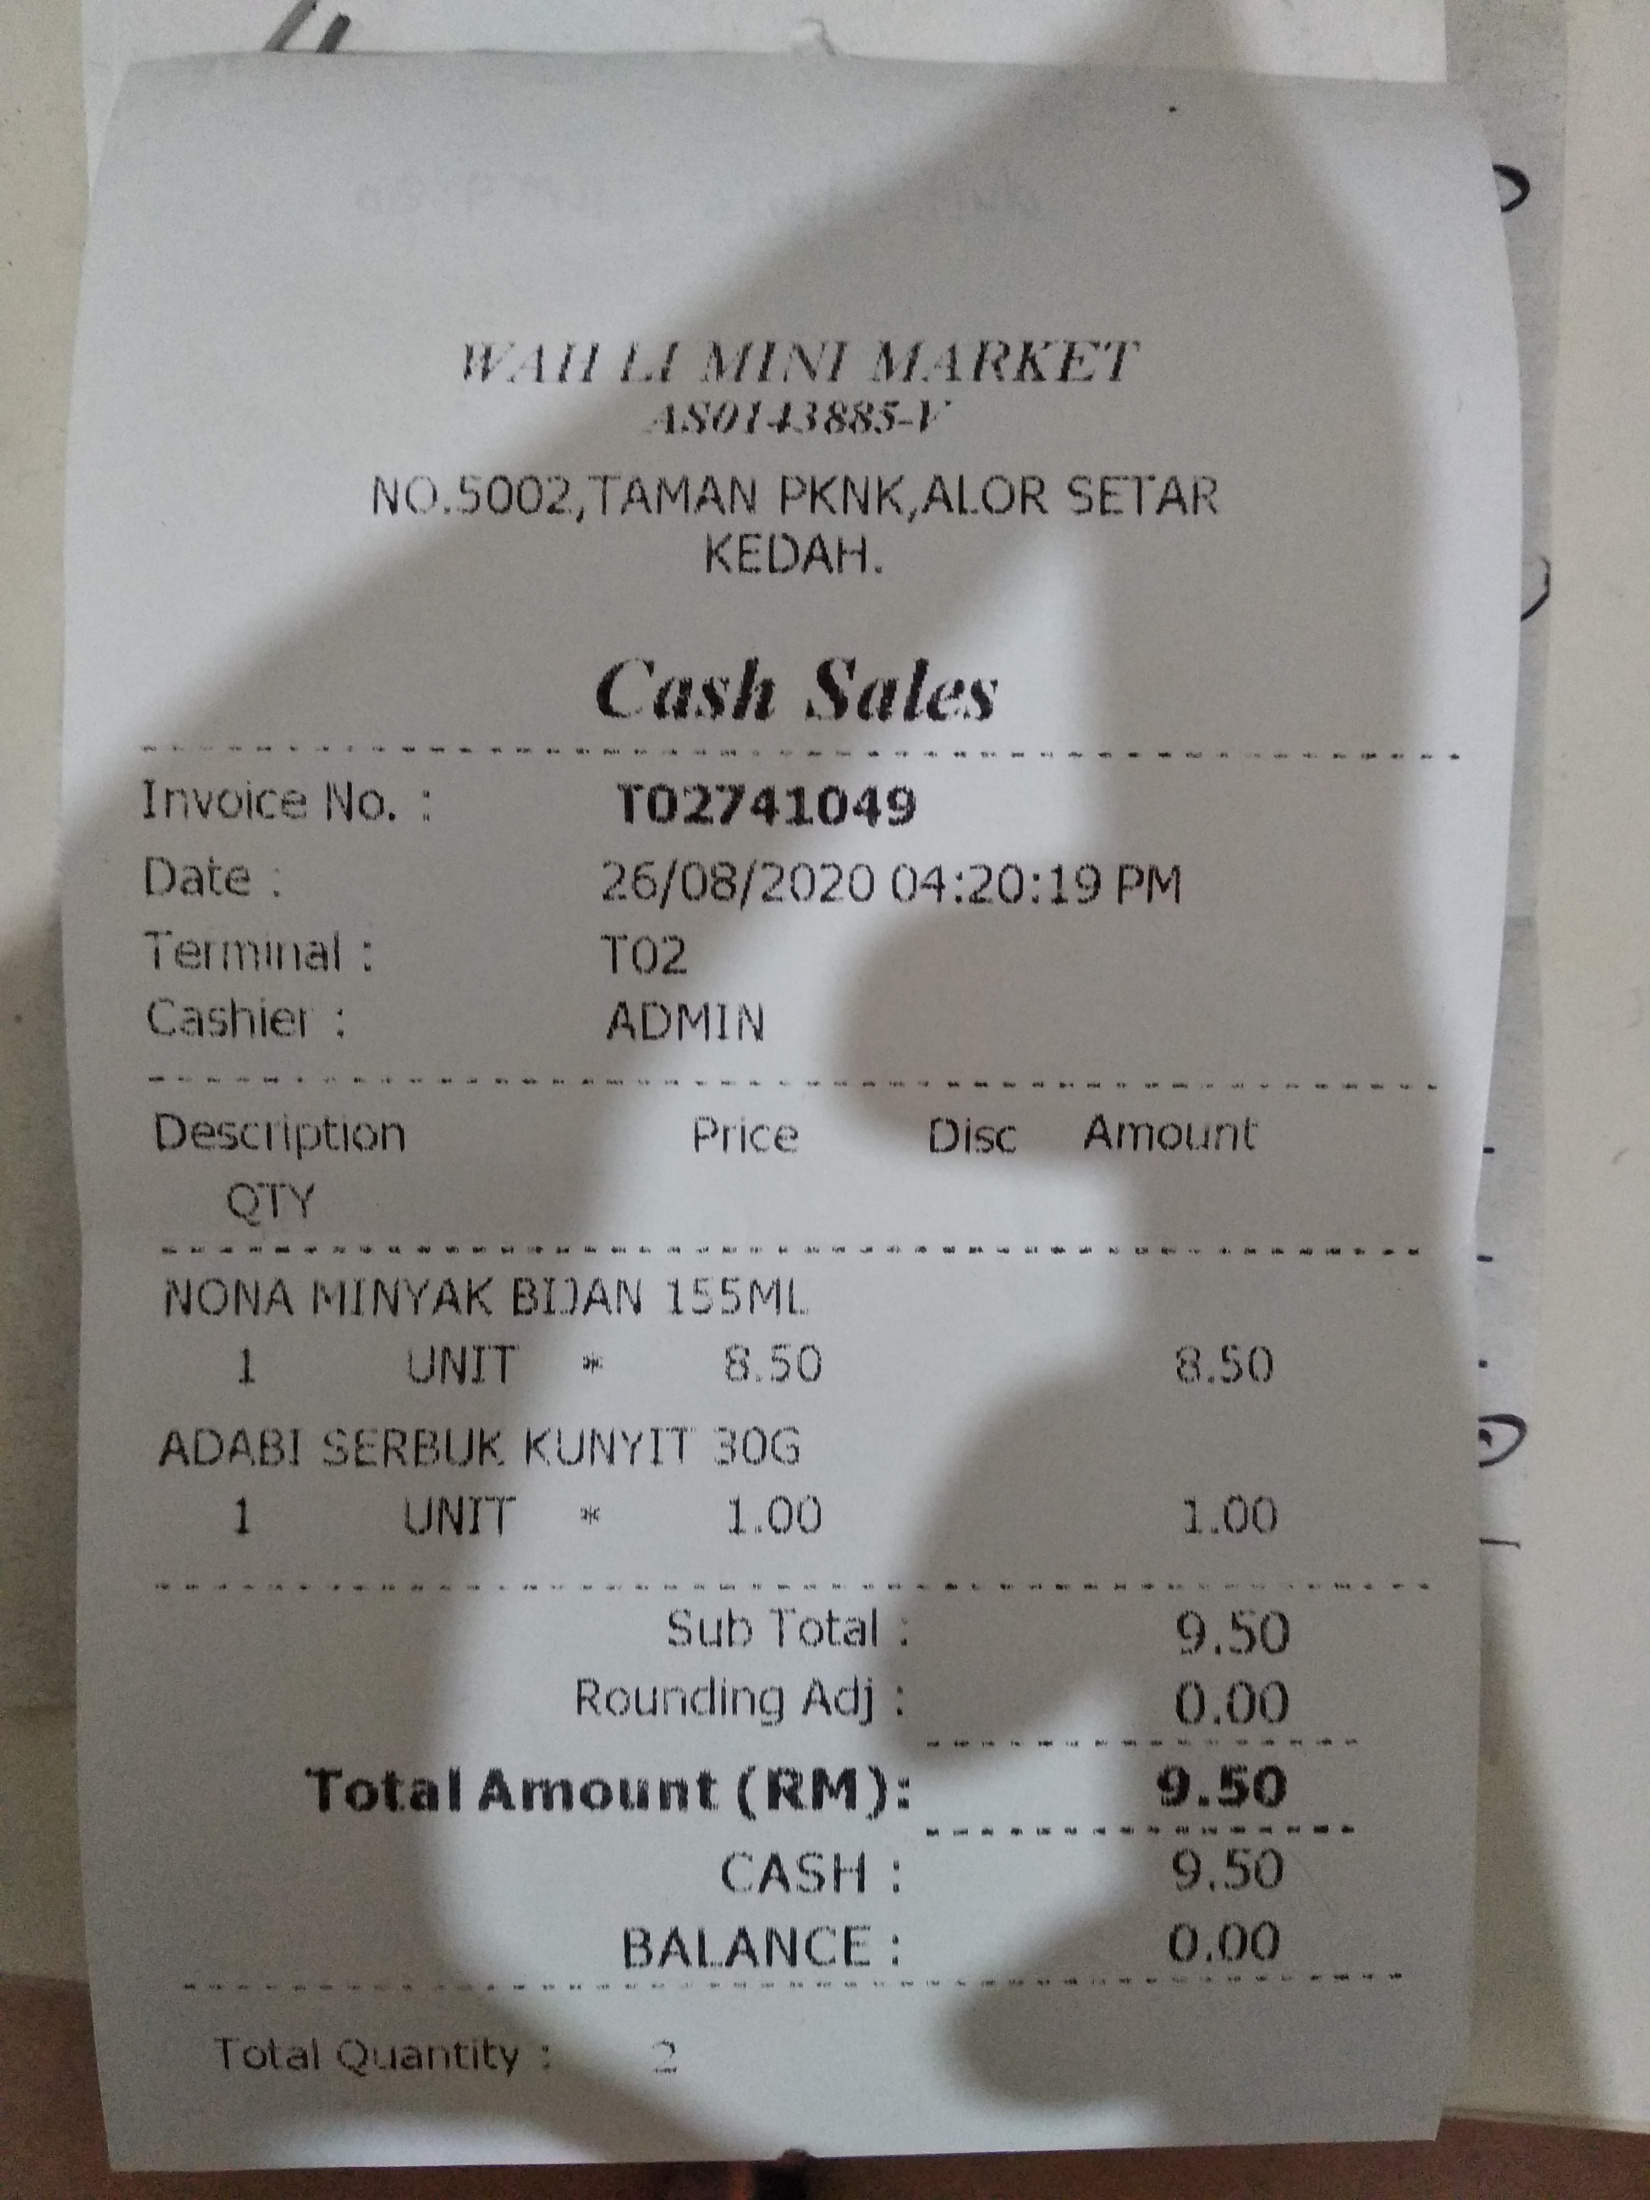 WAH LI MINI MARKET
AS0143885-V
NO.5002,TAMAN PKNK,ALOR SETAR
KEDAH.
Cash Sales
Invoice No. : T02741049
Date : 26/08/2020 04:20:19 PM
Terminal : T02
Cashier : ADMIN
Description Price Disc Amount
QTY
NONA MINYAK BIJAN 155ML
1 UNIT * 8.50 8.50
ADABI SERBUK KUNYIT 30G
1 UNIT * 1.00 1.00
Sub Total : 9.50
Rounding Adj : 0.00
Total Amount (RM): 9.50
CASH : 9.50
BALANCE : 0.00
Total Quantity : 2